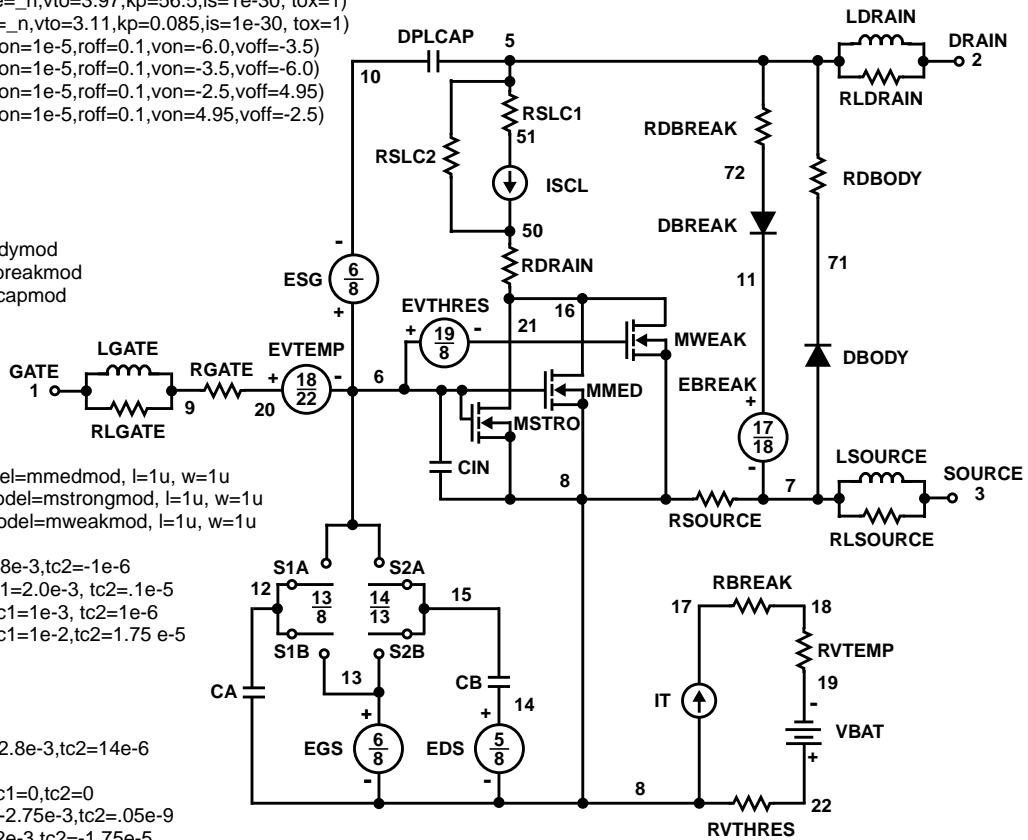 e=_n,vto=3.97,kp=56.5,is=1e-30, tox=1)
=_n,vto=3.11,kp=0.085,is=1e-30, tox=1)
on=1e-5,roff=0.1,von=-6.0,voff=-3.5)
on=1e-5,roff=0.1,von=-3.5,voff=-6.0)
on=1e-5,roff=0.1,von=-2.5,voff=4.95)
on=1e-5,roff=0.1,von=4.95,voff=-2.5)
dymod
oreakmod
capmod
el=mmedmod, l=1u, w=1u
odel=mstrongmod, l=1u, w=1u
odel=mweakmod, l=1u, w=1u
8e-3,tc2=-1e-6
1=2.0e-3, tc2=.1e-5
c1=1e-3, tc2=1e-6
c1=1e-2,tc2=1.75 e-5
2.8e-3,tc2=14e-6
c1=0,tc2=0
-2.75e-3,tc2=.05e-9
2e-3,tc2=-1.75e-5
LDRAIN
DPLCAP
5
DRAIN
2
10
RLDRAIN
RSLC1
51
RDBREAK
RSLC2
72
RDBODY
ISCL
DBREAK
50
-
RDRAIN
71
ESG
6
8
11
+
EVTHRES
16
+
19
8
-
21
MWEAK
LGATE
EVTEMP
DBODY
GATE
1
RGATE
+
18
22
-
6
MMED
EBREAK
+
9
20
RLGATE
MSTRO
17
18
-
CIN
8
LSOURCE
SOURCE
3
7
RSOURCE
RLSOURCE
S1A
S2A
12
13
8
14
13
15
RBREAK
17
18
S1B
S2B
RVTEMP
13
CB
19
CA
14
IT
-
+
+
EGS
6
8
EDS
5
8
VBAT
-
-
+
8
22
RVTHRES